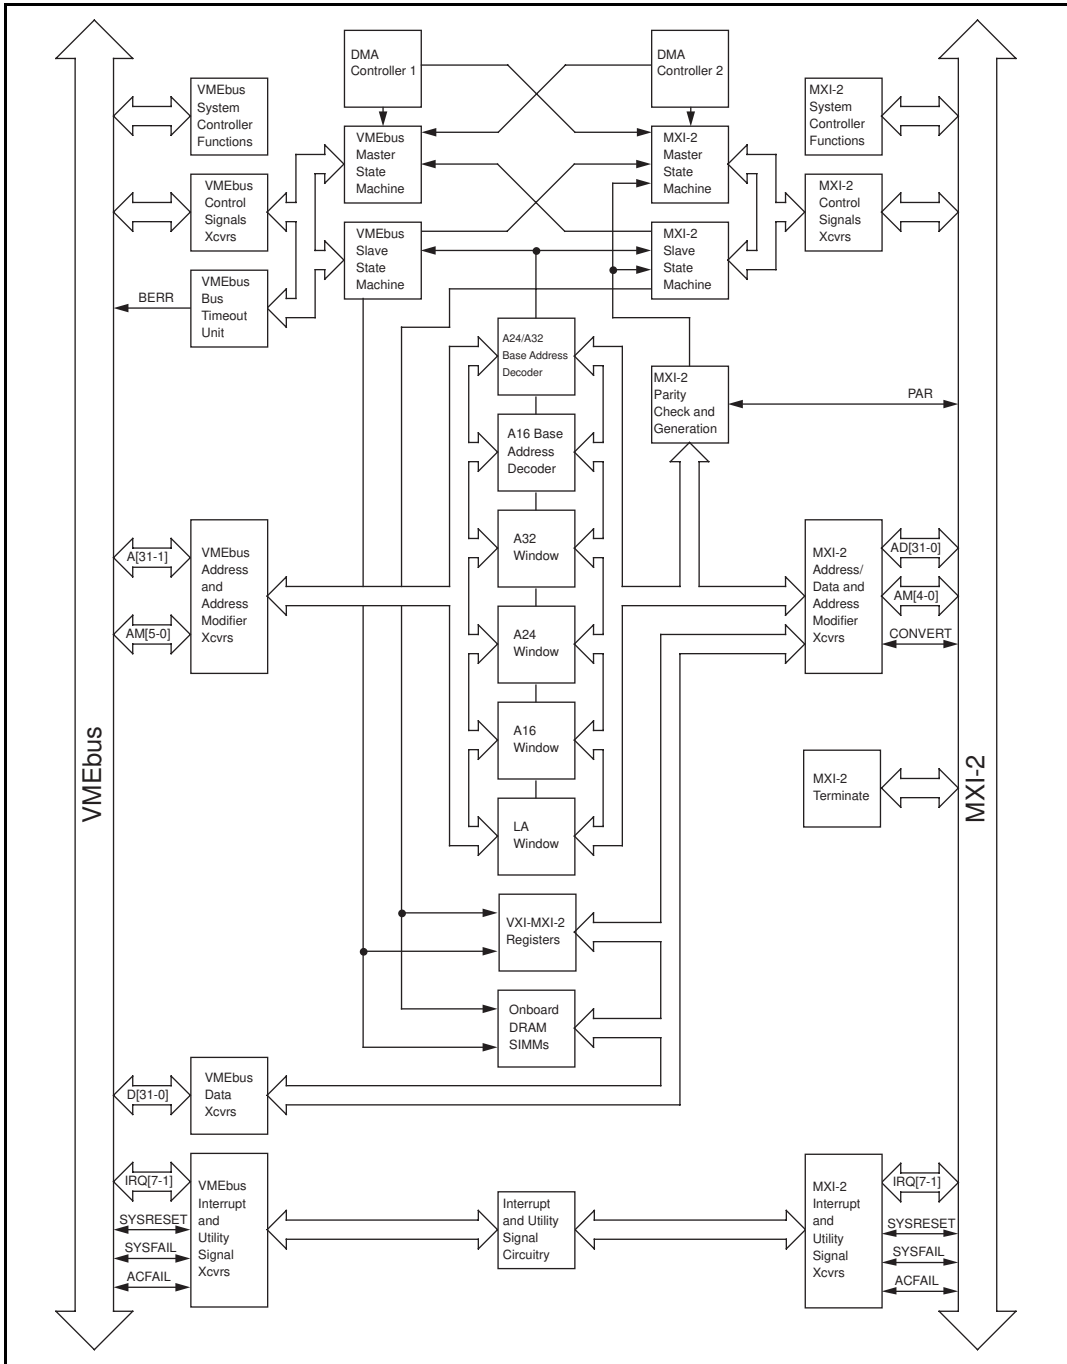 DMA
Controller 1
DMA
Controller 2
VMEbus
System
Controller
Functions
MXI-2
System
Controller
Functions
VMEbus
Master
State
Machine
MXI-2
Master
State
Machine
VMEbus
Control
Signals
Xcvrs
MXI-2
Control
Signals
Xcvrs
VMEbus
Slave
State
Machine
MXI-2
Slave
State
Machine
BERR
VMEbus
Bus
Timeout
Unit
A24/A32
Base Address
Decoder
MXI-2
Parity
Check and
Generation
PAR
A16 Base
Address
Decoder
A[31-1]
AM[5-0]
VMEbus
Address
and
Address
Modifier
Xcvrs
A32
Window
MXI-2
Address/
Data and
Address
Modifier
Xcvrs
AD[31-0]
AM[4-0]
CONVERT
A24
Window
A16
Window
VMEbus
MXI-2
Terminate
MXI-2
LA
Window
VXI-MXI-2
Registers
Onboard
DRAM
SIMMs
D[31-0]
VMEbus
Data
Xcvrs
IRQ[7-1]
SYSRESET
SYSFAIL
ACFAIL
VMEbus
Interrupt
and
Utility
Signal
Xcvrs
Interrupt
and Utility
Signal
Circuitry
MXI-2
Interrupt
and
Utility
Signal
Xcvrs
IRQ[7-1]
SYSRESET
SYSFAIL
ACFAIL